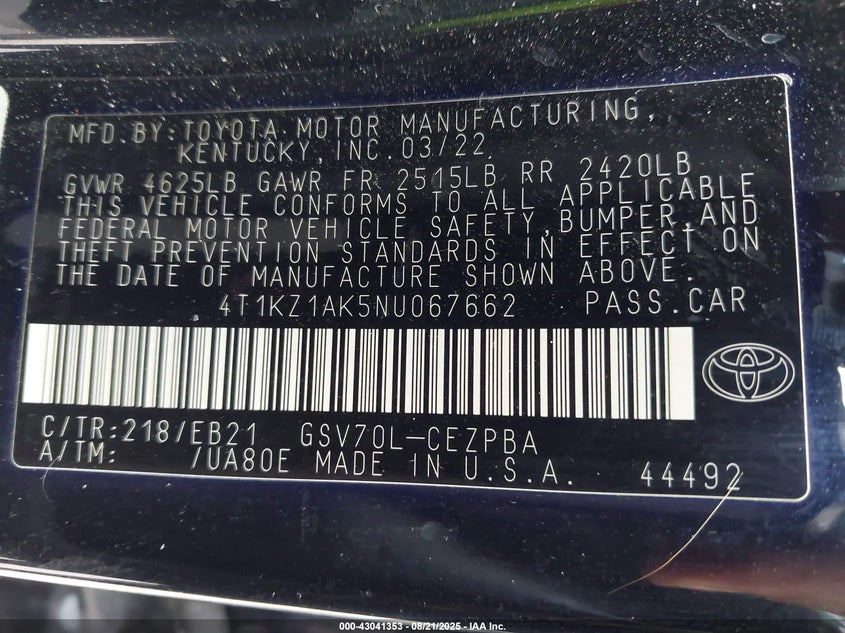 MFD. BY: TOYOTA MOTOR MANUFACTURING,
KENTUCKY, INC. 03/22
GVWR 4625LB GAWR FR 2515LB RR 2420LB
THIS VEHICLE CONFORMS TO ALL APPLICABLE
FEDERAL MOTOR VEHICLE SAFETY, BUMPER, AND
THEFT PREVENTION STANDARDS IN EFFECT ON
THE DATE OF MANUFACTURE SHOWN ABOVE.
4T1KZ1AK5NU067662 PASS. CAR
C/TR: 218/EB21 GSV70L-CEZPBA
A/TM: /UA80E MADE IN U.S.A. 44492
000-43041353 - 08/21/2025 - IAA Inc.